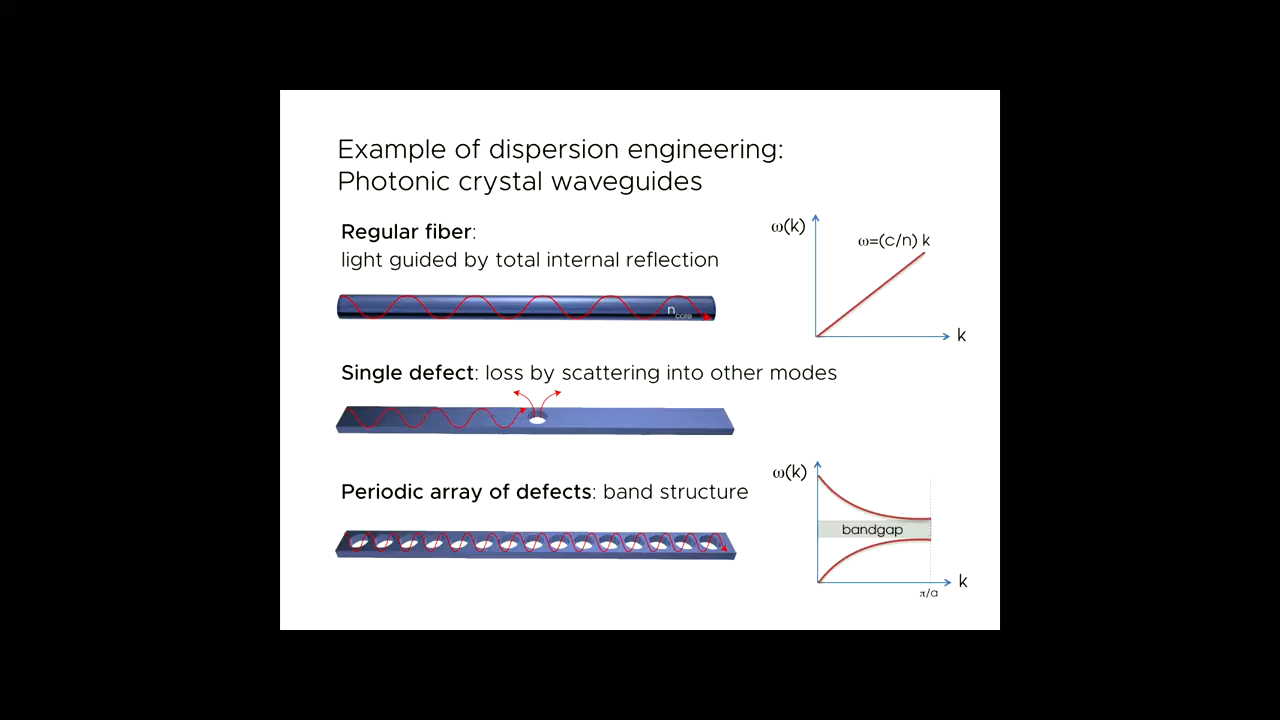 Example of dispersion engineering:
Photonic crystal waveguides
Regular fiber:
light guided by total internal reflection
n core
ω(k)
ω=(c/n) k
k
Single defect: loss by scattering into other modes
Periodic array of defects: band structure
ω(k)
bandgap
k
π/a